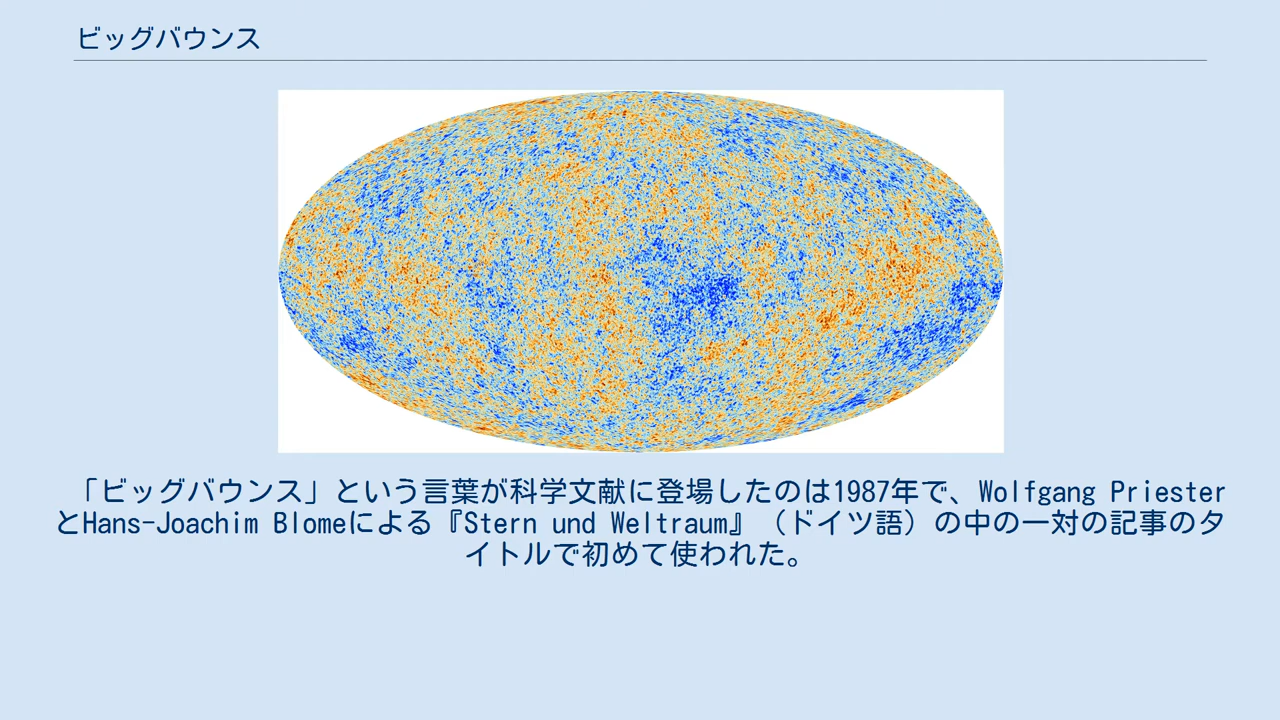 ビッグバウンス
「ビッグバウンス」という言葉が科学文献に登場したのは1987年で、Wolfgang Priester
とHans-Joachim Blomeによる『Stern und Weltraum』（ドイツ語）の中の一対の記事のタ
イトルで初めて使われた。